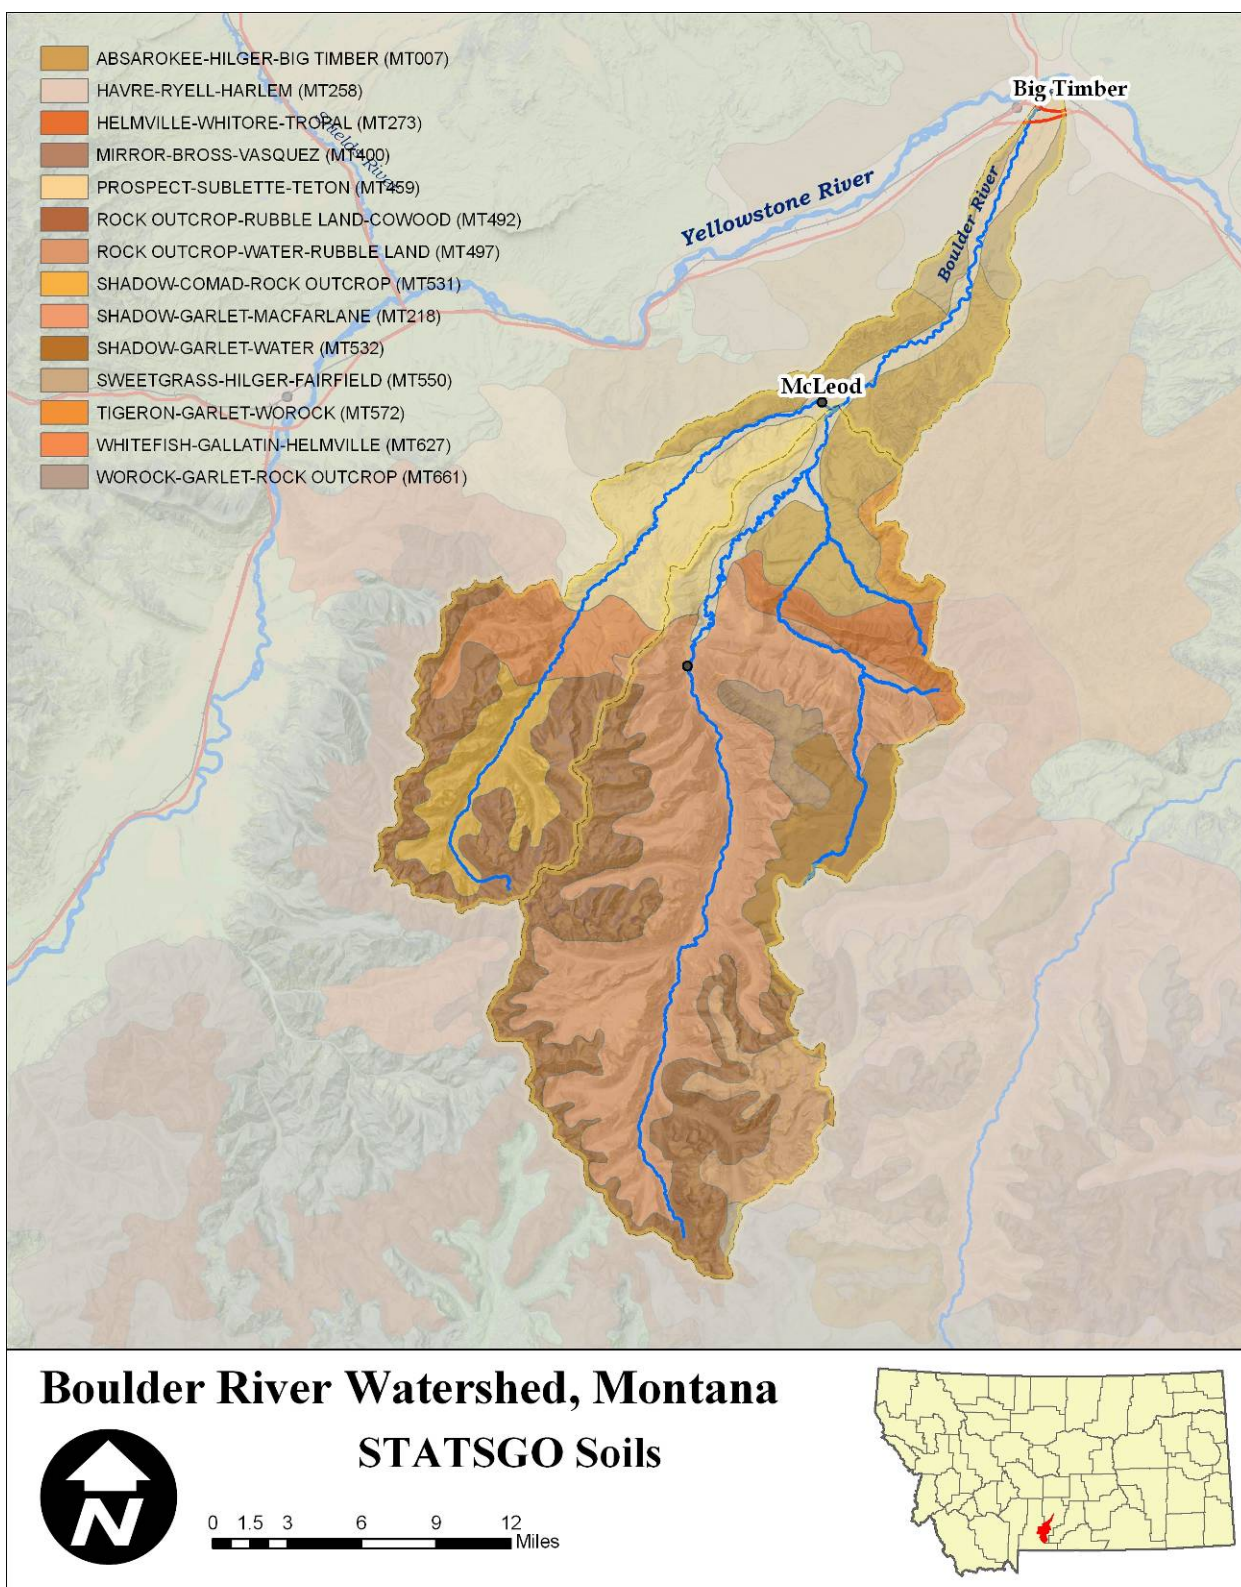 ABSAROKEE-HILGER-BIG TIMBER (MT007)
HAVRE-RYELL-HARLEM (MT258)
HELMVILLE-WHITORE-TROPAL (MT273)
MIRROR-BROSS-VASQUEZ (MT400)
PROSPECT-SUBLETTE-TETON (MT459)
ROCK OUTCROP-RUBBLE LAND-COWOOD (MT492)
ROCK OUTCROP-WATER-RUBBLE LAND (MT497)
SHADOW-COMAD-ROCK OUTCROP (MT531)
SHADOW-GARLET-MACFARLANE (MT218)
SHADOW-GARLET-WATER (MT532)
SWEETGRASS-HILGER-FAIRFIELD (MT550)
TIGERON-GARLET-WOROCK (MT572)
WHITEFISH-GALLATIN-HELMVILLE (MT627)
WOROCK-GARLET-ROCK OUTCROP (MT661)
Shields River
Big Timber
Yellowstone River
Boulder River
McLeod
Boulder River Watershed, Montana
STATSGO Soils
N
0 1.5 3 6 9 12
Miles